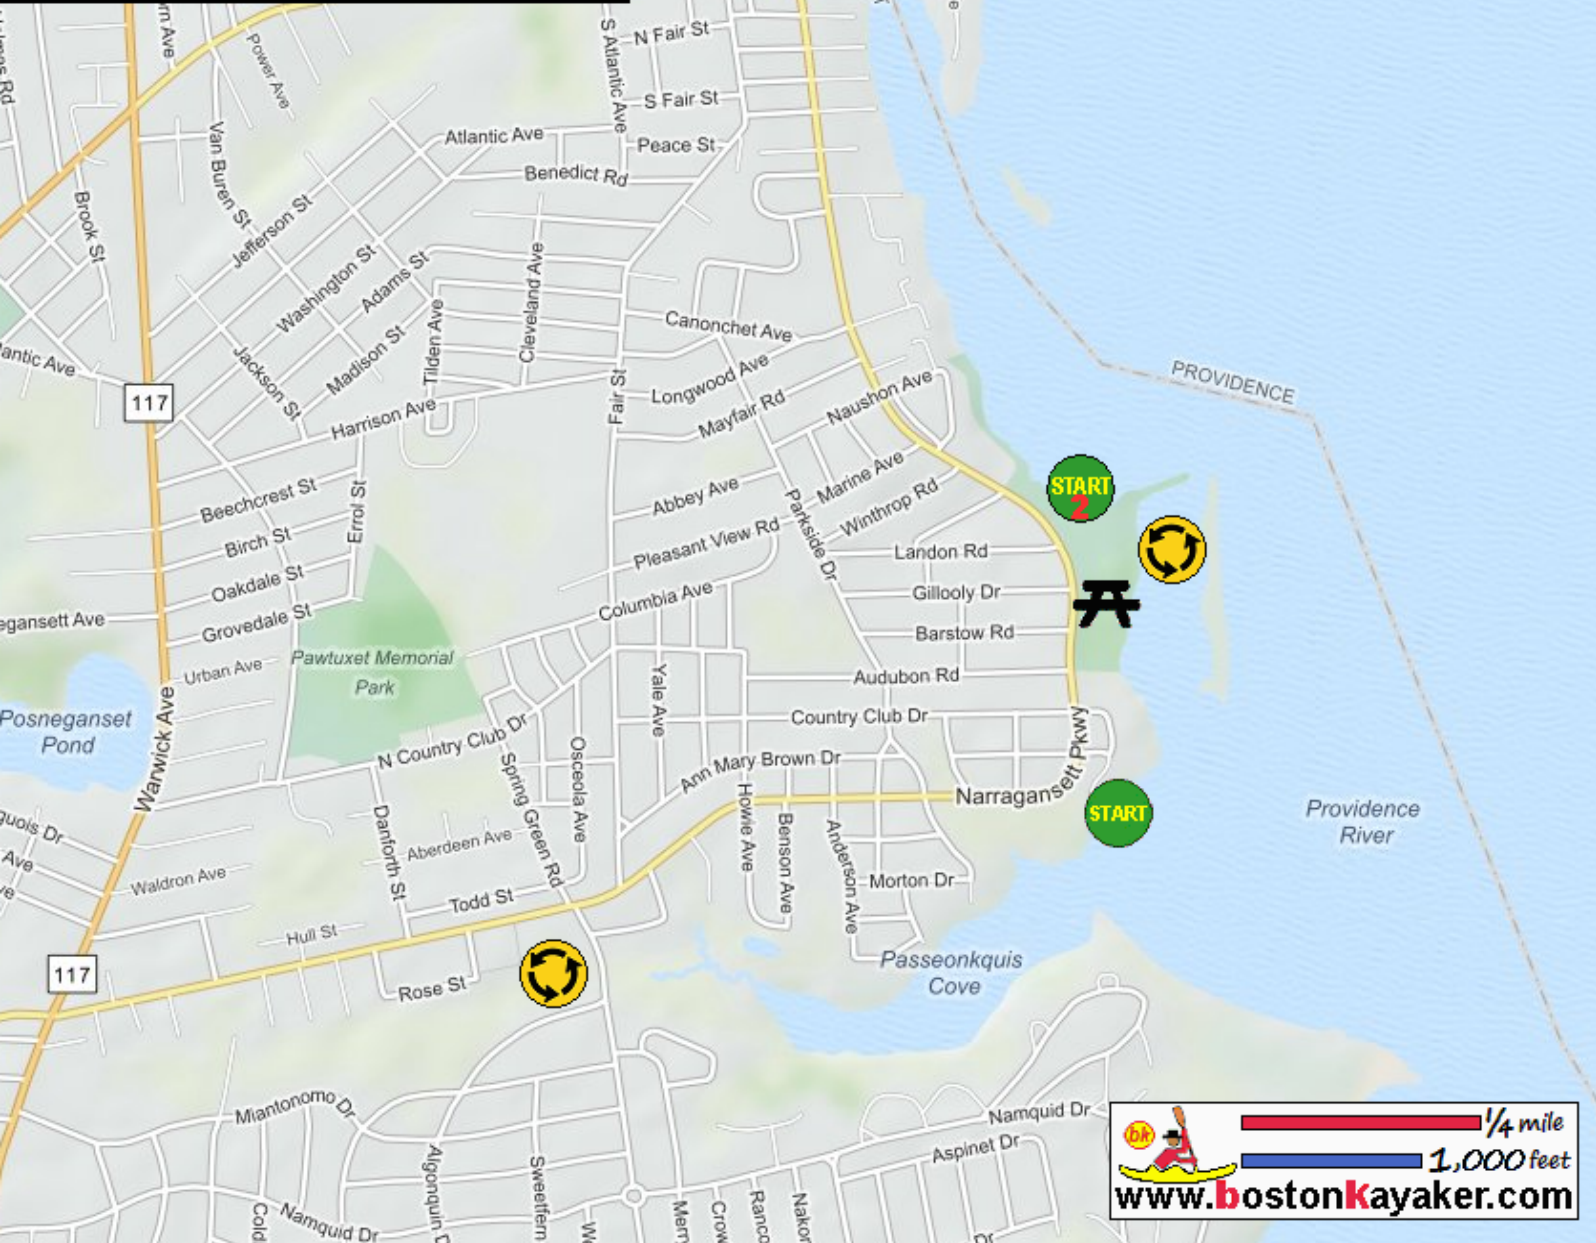 N Fair St
S Atlantic Ave
Power Ave
S Fair St
Van Buren St
Atlantic Ave
Peace St
Benedict Rd
Brook St
Jefferson St
Washington St
Adams St
Cleveland Ave
Tilden Ave
Madison St
Jackson St
Canonchet Ave
Longwood Ave
Mayfair Rd
Naushon Ave
PROVIDENCE
117
Harrison Ave
Fair St
Marine Ave
Winthrop Rd
Abbey Ave
Parkside Dr
START
2
Beechcrest St
Errol St
Birch St
Pleasant View Rd
Landon Rd
Oakdale St
Columbia Ave
Gillooly Dr
Grovedale St
Barstow Rd
Urban Ave
Pawtuxet Memorial
Park
Yale Ave
Audubon Rd
Posneganset
Pond
Warwick Ave
N Country Club Dr
Country Club Dr
Spring Green Rd
Osceola Ave
Ann Mary Brown Dr
Narragansett Pkwy
START
Providence
River
Howie Ave
Benson Ave
Anderson Ave
Danforth St
Aberdeen Ave
Waldron Ave
Todd St
Morton Dr
Hull St
117
Rose St
Passeonkquis
Cove
Miantonomo Dr
Algonquin D
Sweetfern
Namquid Dr
Namquid Dr
Aspinet Dr
bk
1/4 mile
1,000 feet
www.bostonkayaker.com